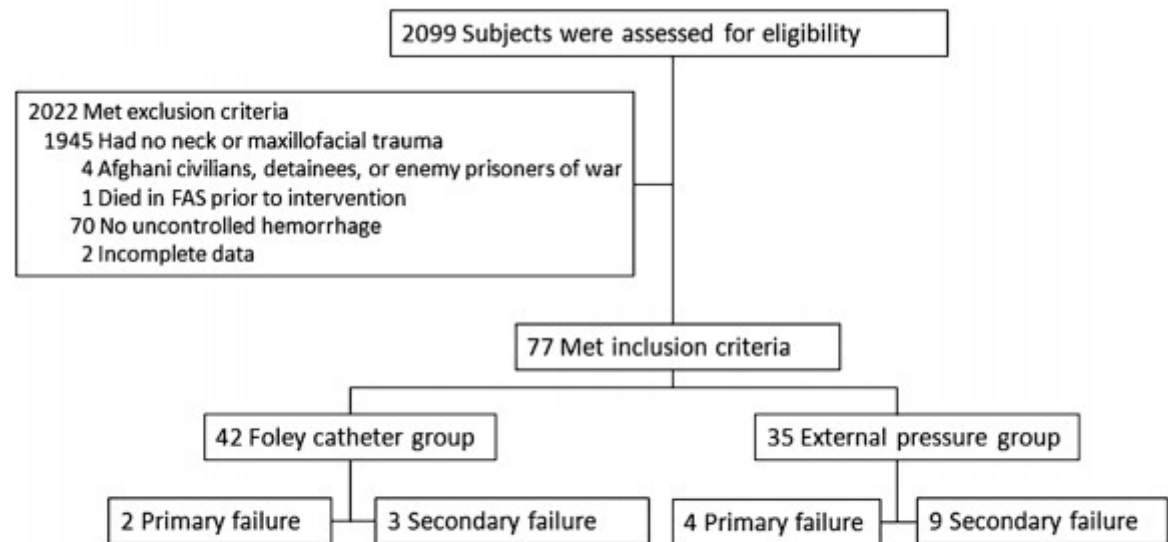 2099 Subjects were assessed for eligibility
2022 Met exclusion criteria
1945 Had no neck or maxillofacial trauma
4 Afghani civilians, detainees, or enemy prisoners of war
1 Died in FAS prior to intervention
70 No uncontrolled hemorrhage
2 Incomplete data
77 Met inclusion criteria
42 Foley catheter group
35 External pressure group
2 Primary failure
3 Secondary failure
4 Primary failure
9 Secondary failure